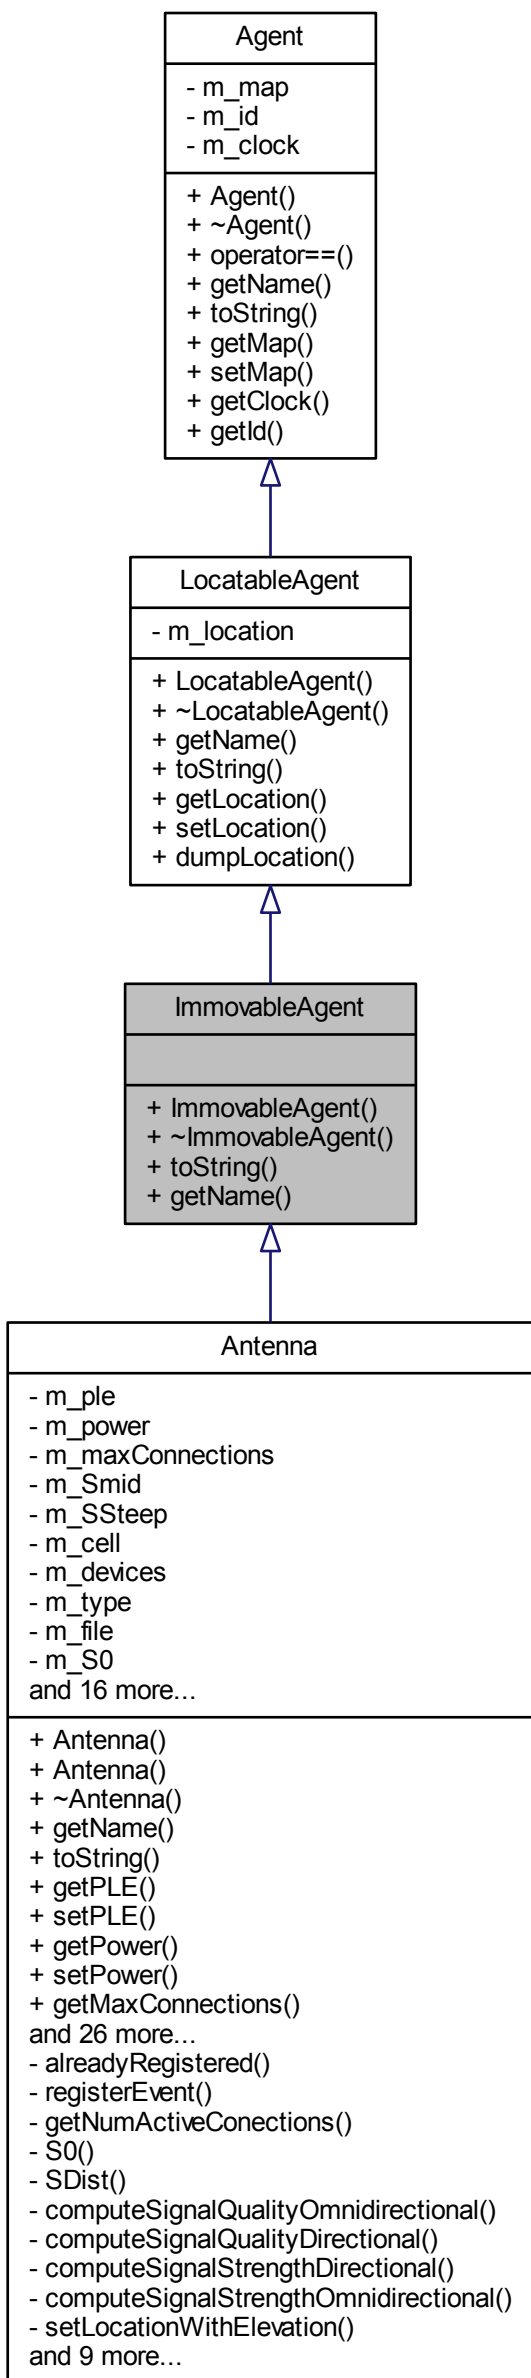 Agent
- m_map
- m_id
- m_clock
+ Agent()
+ ~Agent()
+ operator==()
+ getName()
+ toString()
+ getMap()
+ setMap()
+ getClock()
+ getId()
LocatableAgent
- m_location
+ LocatableAgent()
+ ~LocatableAgent()
+ getName()
+ toString()
+ getLocation()
+ setLocation()
+ dumpLocation()
ImmovableAgent
+ ImmovableAgent()
+ ~ImmovableAgent()
+ toString()
+ getName()
Antenna
- m_ple
- m_power
- m_maxConnections
- m_Smid
- m_SSteep
- m_cell
- m_devices
- m_type
- m_file
- m_S0
and 16 more...
+ Antenna()
+ Antenna()
+ ~Antenna()
+ getName()
+ toString()
+ getPLE()
+ setPLE()
+ getPower()
+ setPower()
+ getMaxConnections()
and 26 more...
- alreadyRegistered()
- registerEvent()
- getNumActiveConections()
- S0()
- SDist()
- computeSignalQualityOmnidirectional()
- computeSignalQualityDirectional()
- computeSignalStrengthDirectional()
- computeSignalStrengthOmnidirectional()
- setLocationWithElevation()
and 9 more...